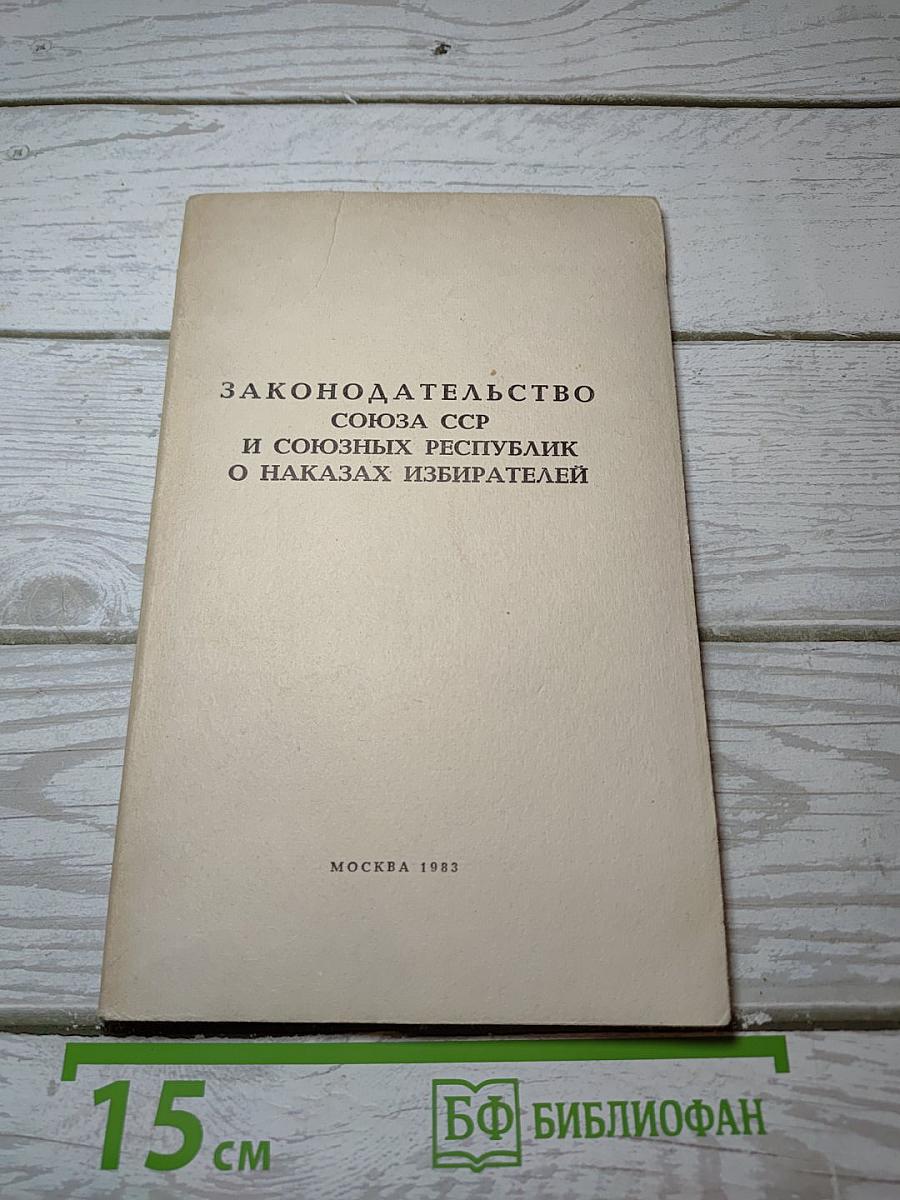 ЗАКОНОДАТЕЛЬСТВО
СОЮЗА ССР
И СОЮЗНЫХ РЕСПУБЛИК
О НАКАЗАХ ИЗБИРАТЕЛЕЙ
МОСКВА 1983
15 см
БФ БИБЛИОФАН